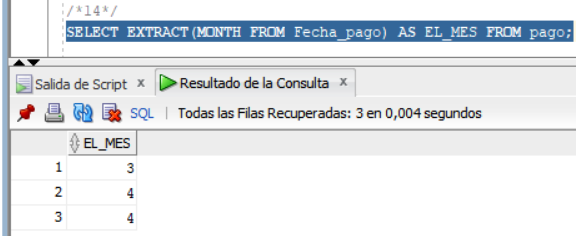 /*14*/
SELECT EXTRACT(MONTH FROM Fecha_pago) AS EL_MES FROM pago;
Salida de Script x Resultado de la Consulta x
SQL | Todas las Filas Recuperadas: 3 en 0,004 segundos
EL_MES
1 3
2 4
3 4